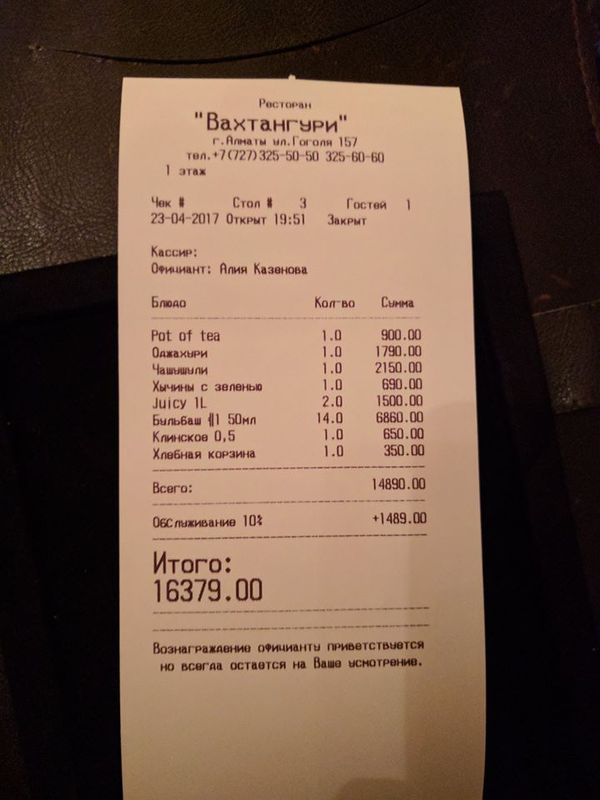 Ресторан
"Вахтангури"
г.Алматы ул.Гоголя 157
тел.+7(727)325-50-50 325-60-60
1 этаж
Чек # Стол # 3 Гостей 1
23-04-2017 Открыт 19:51 Закрыт
Кассир:
Официант: Алия Казенова
Блюдо Кол-во Сумма
Pot of tea 1.0 900.00
Оджахури 1.0 1790.00
Чашушули 1.0 2150.00
Хычины с зеленью 1.0 690.00
Juicy 1L 2.0 1500.00
Бульбаш #1 50мл 14.0 6860.00
Клинское 0,5 1.0 650.00
Хлебная корзина 1.0 350.00
Всего: 14890.00
Обслуживание 10% +1489.00
Итого:
16379.00
Вознаграждение официанту приветствуется
но всегда остается на Ваше усмотрение.